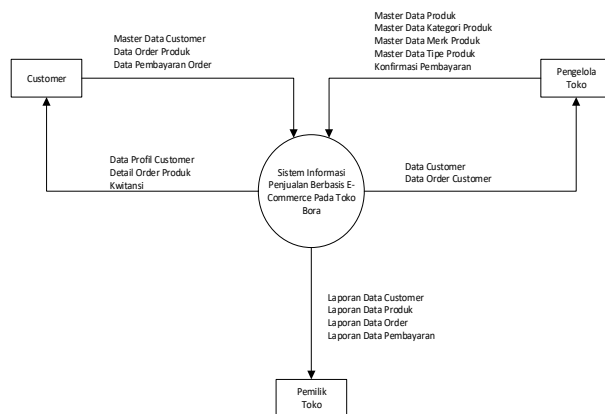 Master Data Customer
Data Order Produk
Data Pembayaran Order
Master Data Produk
Master Data Kategori Produk
Master Data Merk Produk
Master Data Tipe Produk
Konfirmasi Pembayaran
Customer
Pengelola
Toko
Data Profil Customer
Detail Order Produk
Kwitansi
Sistem Informasi
Penjualan Berbasis E-
Commerce Pada Toko
Bora
Data Customer
Data Order Customer
Laporan Data Customer
Laporan Data Produk
Laporan Data Order
Laporan Data Pembayaran
Pemilik
Toko